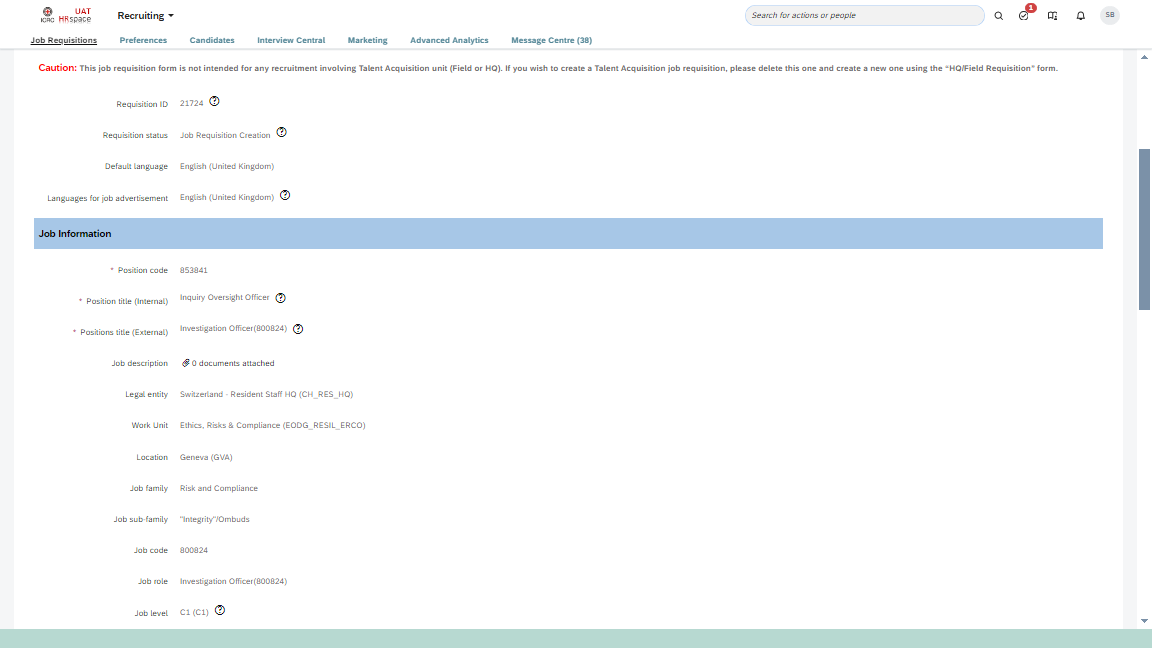 UAT
ICRC HRspace
Recruiting
Search for actions or people
1
SB
Job Requisitions Preferences Candidates Interview Central Marketing Advanced Analytics Message Centre (38)
Caution: This job requisition form is not intended for any recruitment involving Talent Acquisition unit (Field or HQ). If you wish to create a Talent Acquisition job requisition, please delete this one and create a new one using the "HQ/Field Requisition" form.
Requisition ID 21724
Requisition status Job Requisition Creation
Default language English (United Kingdom)
Languages for job advertisement English (United Kingdom)
Job Information
* Position code 853841
* Position title (Internal) Inquiry Oversight Officer
* Positions title (External) Investigation Officer(800824)
Job description 0 documents attached
Legal entity Switzerland - Resident Staff HQ (CH_RES_HQ)
Work Unit Ethics, Risks & Compliance (EODG_RESIL_ERCO)
Location Geneva (GVA)
Job family Risk and Compliance
Job sub-family "Integrity"/Ombuds
Job code 800824
Job role Investigation Officer(800824)
Job level C1 (C1)